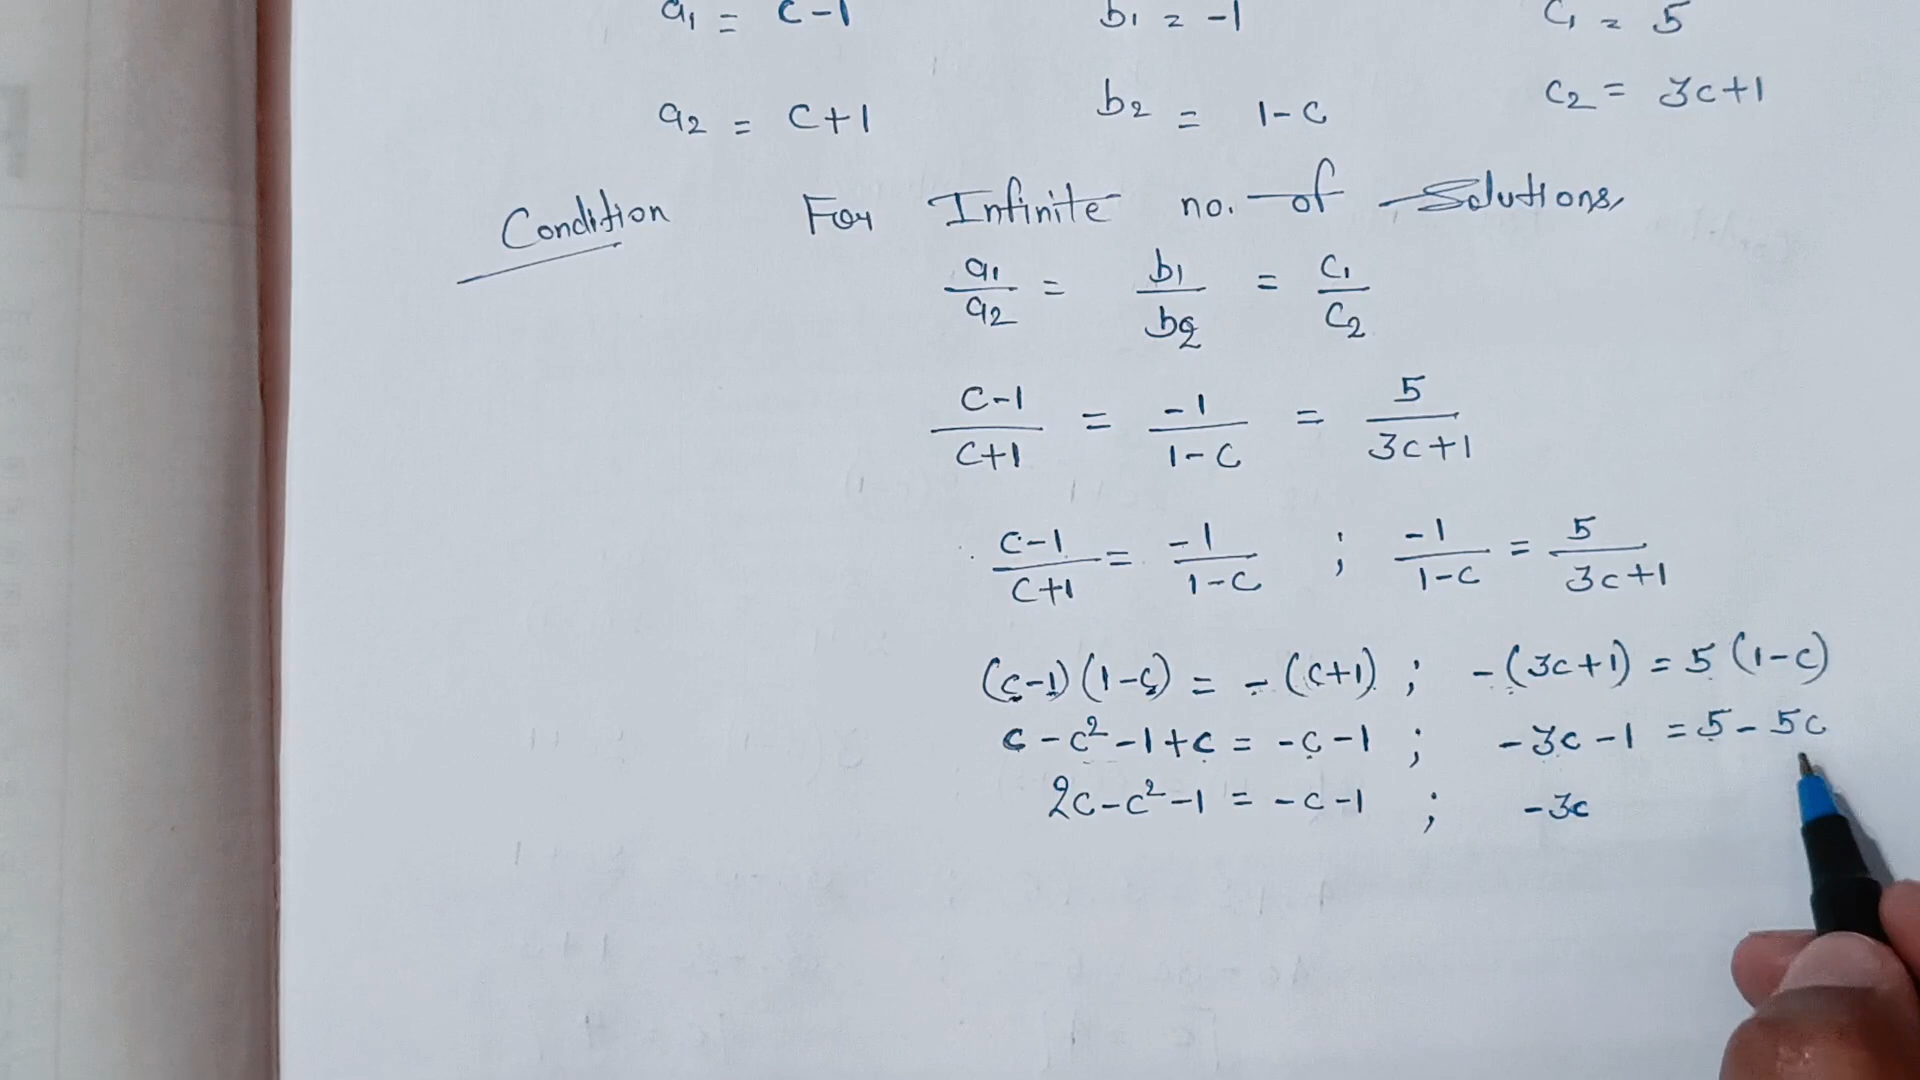 a₁ = c-1 b₁ = -1 c₁ = 5
a₂ = c+1 b₂ = 1-c c₂ = 3c+1
Condition For Infinite no. of Solutions,
a₁/a₂ = b₁/b₂ = c₁/c₂
c-1/c+1 = -1/1-c = 5/3c+1
c-1/c+1 = -1/1-c ; -1/1-c = 5/3c+1
(c-1)(1-c) = -(c+1) ; -(3c+1) = 5(1-c)
c-c²-1+c = -c-1 ; -3c-1 = 5-5c
2c-c²-1 = -c-1 ; -3c